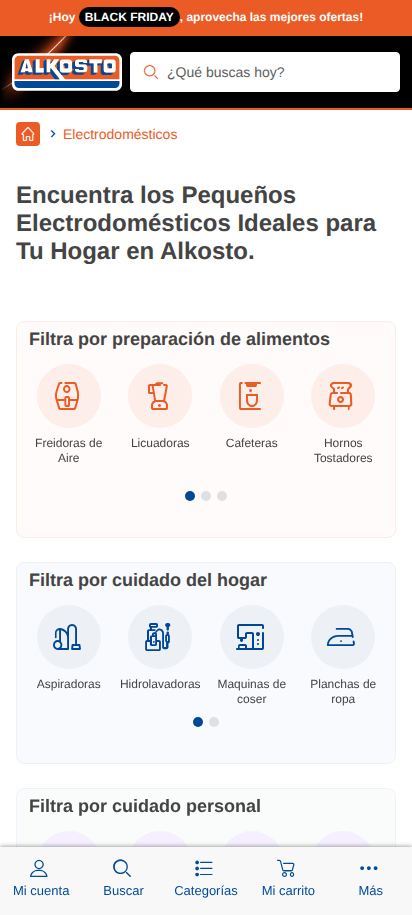 ¡Hoy BLACK FRIDAY, aprovecha las mejores ofertas!
ALKOSTO
¿Qué buscas hoy?
Electrodomésticos
Encuentra los Pequeños
Electrodomésticos Ideales para
Tu Hogar en Alkosto.
Filtra por preparación de alimentos
Freidoras de
Aire
Licuadoras
Cafeteras
Hornos
Tostadores
Filtra por cuidado del hogar
Aspiradoras
Hidrolavadoras
Maquinas de
coser
Planchas de
ropa
Filtra por cuidado personal
Mi cuenta
Buscar
Categorías
Mi carrito
Más